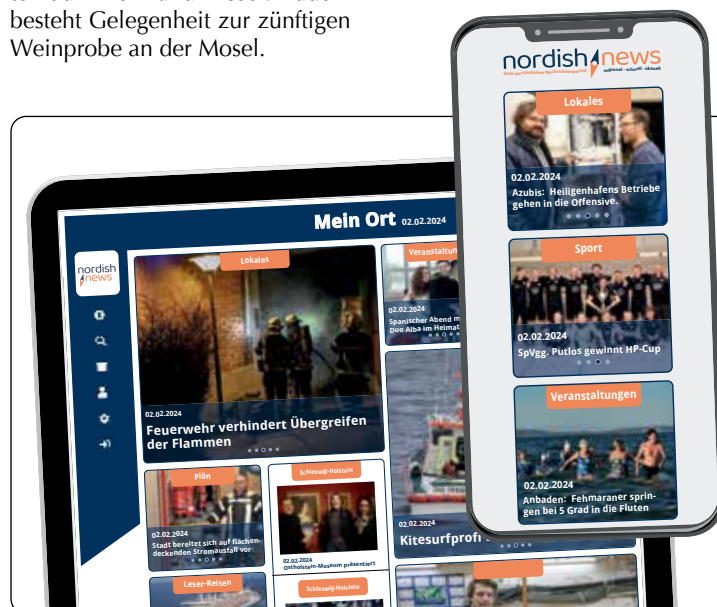 besteht Gelegenheit zur zünftigen
Weinprobe an der Mosel.
nordish news
regional - schnell - aktuell
Lokales
02.02.2024
Azubis: Heiligenhafens Betriebe
gehen in die Offensive.
Sport
02.02.2024
SpVgg. Putlos gewinnt HP-Cup
Veranstaltungen
02.02.2024
Anbaden: Fehmaraner sprin-
gen bei 5 Grad in die Fluten
Mein Ort 02.02.2024
nordish
news
Lokales
02.02.2024
Feuerwehr verhindert Übergreifen
der Flammen
02.02.2024
Spanischer Abend
Duo Alba im
Plön
02.02.2024
Stadt bereitet sich auf flächen-
deckenden Stromausfall vor
Schleswig-Holstein
02.02.2024
Ostholstein-Museum präsentiert
02.02.2024
Kitesurfprofi
Leser-Reisen
Schleswig-Holstein